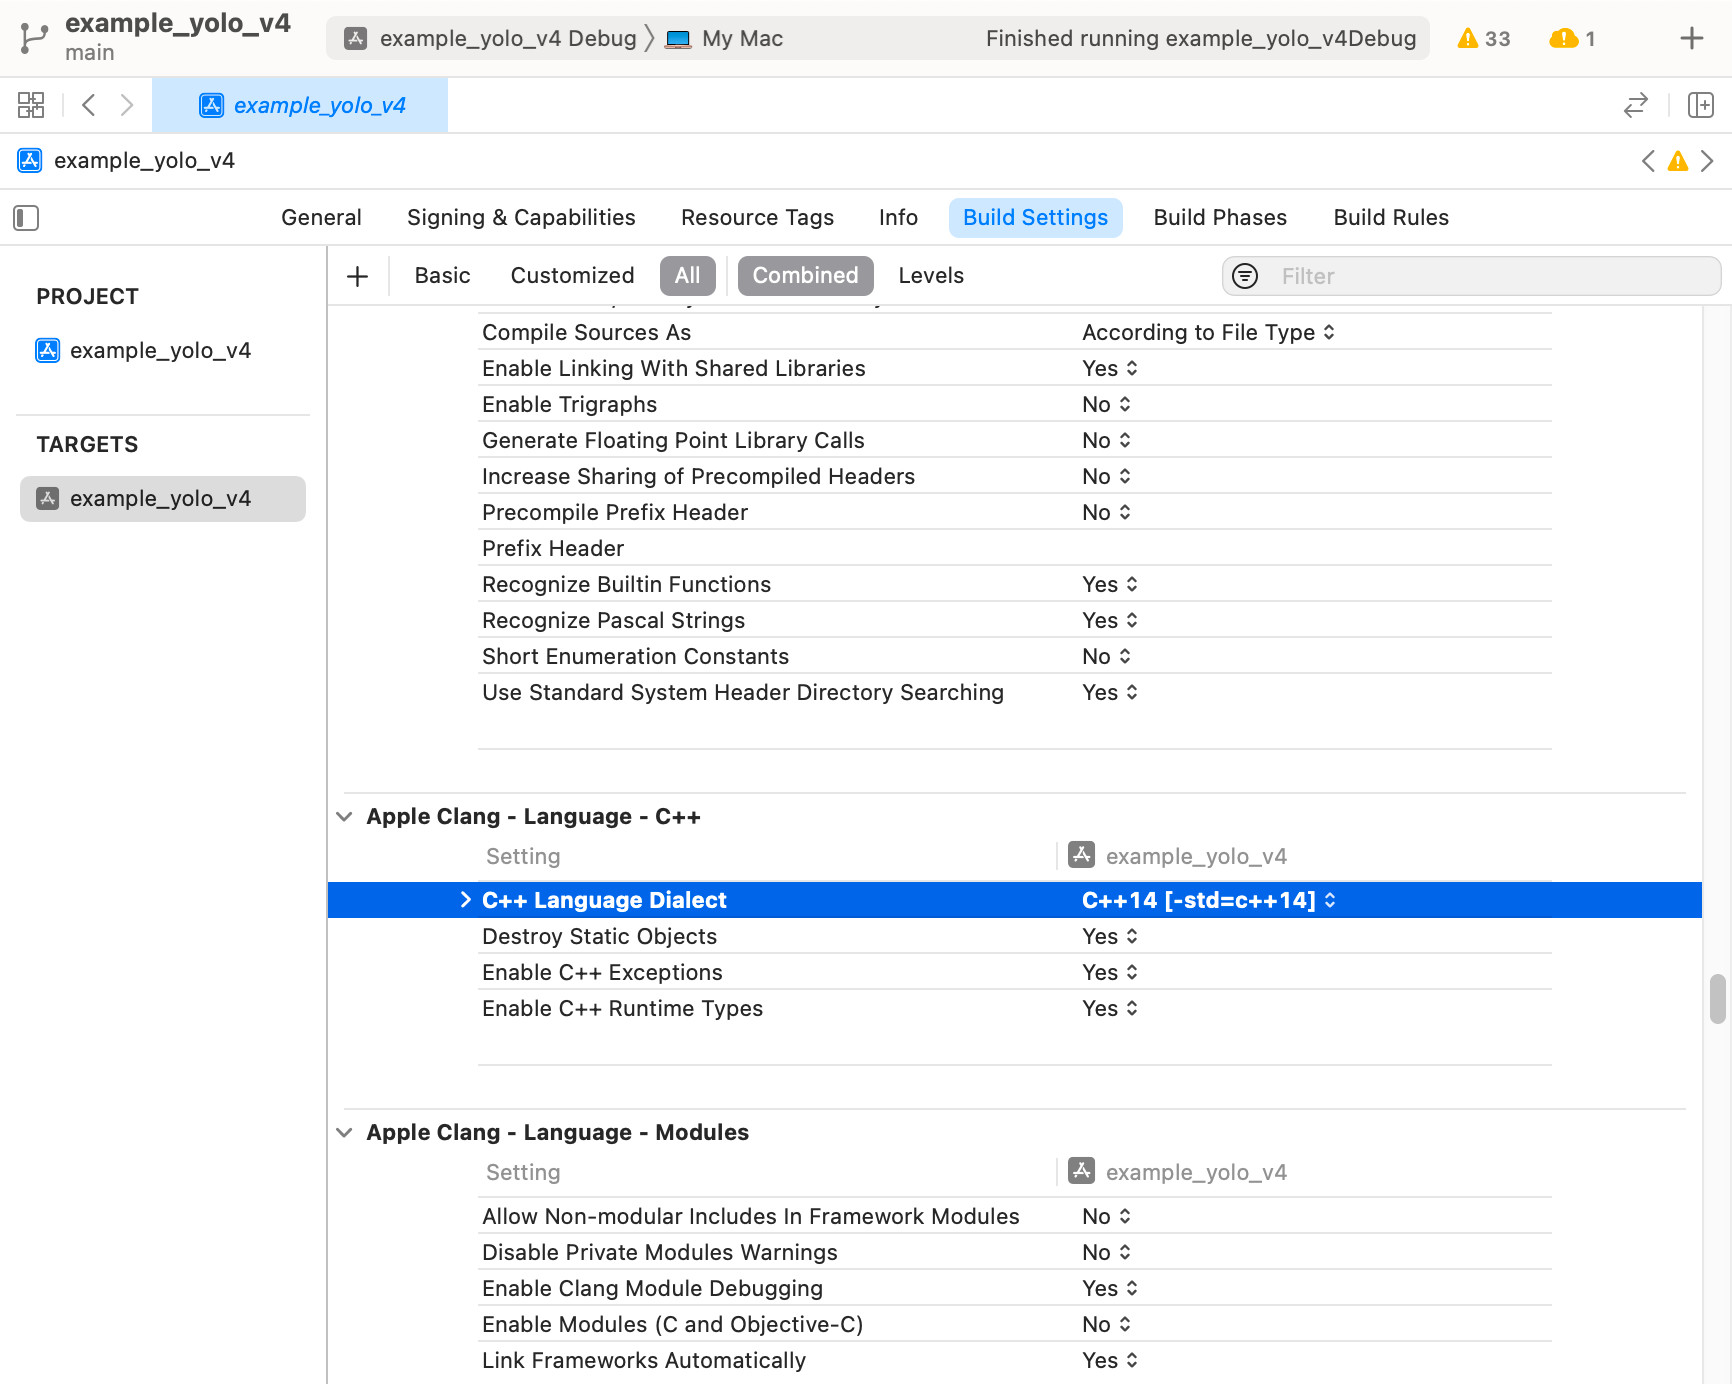 example_yolo_v4
main
example_yolo_v4 Debug
My Mac
Finished running example_yolo_v4Debug
33
1
example_yolo_v4
example_yolo_v4
General Signing & Capabilities Resource Tags Info Build Settings Build Phases Build Rules
PROJECT
example_yolo_v4
TARGETS
example_yolo_v4
Basic Customized All Combined Levels
Filter
Compile Sources As According to File Type
Enable Linking With Shared Libraries Yes
Enable Trigraphs No
Generate Floating Point Library Calls No
Increase Sharing of Precompiled Headers No
Precompile Prefix Header No
Prefix Header
Recognize Builtin Functions Yes
Recognize Pascal Strings Yes
Short Enumeration Constants No
Use Standard System Header Directory Searching Yes
Apple Clang - Language - C++
Setting example_yolo_v4
C++ Language Dialect C++14 [-std=c++14]
Destroy Static Objects Yes
Enable C++ Exceptions Yes
Enable C++ Runtime Types Yes
Apple Clang - Language - Modules
Setting example_yolo_v4
Allow Non-modular Includes In Framework Modules No
Disable Private Modules Warnings No
Enable Clang Module Debugging Yes
Enable Modules (C and Objective-C) No
Link Frameworks Automatically Yes